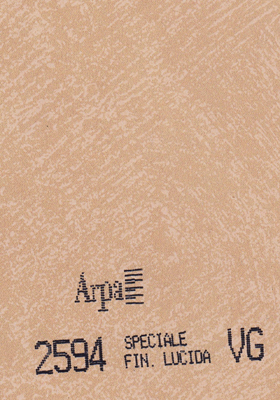 Arpa
2594 SPECIALE FIN. LUCIDA VG